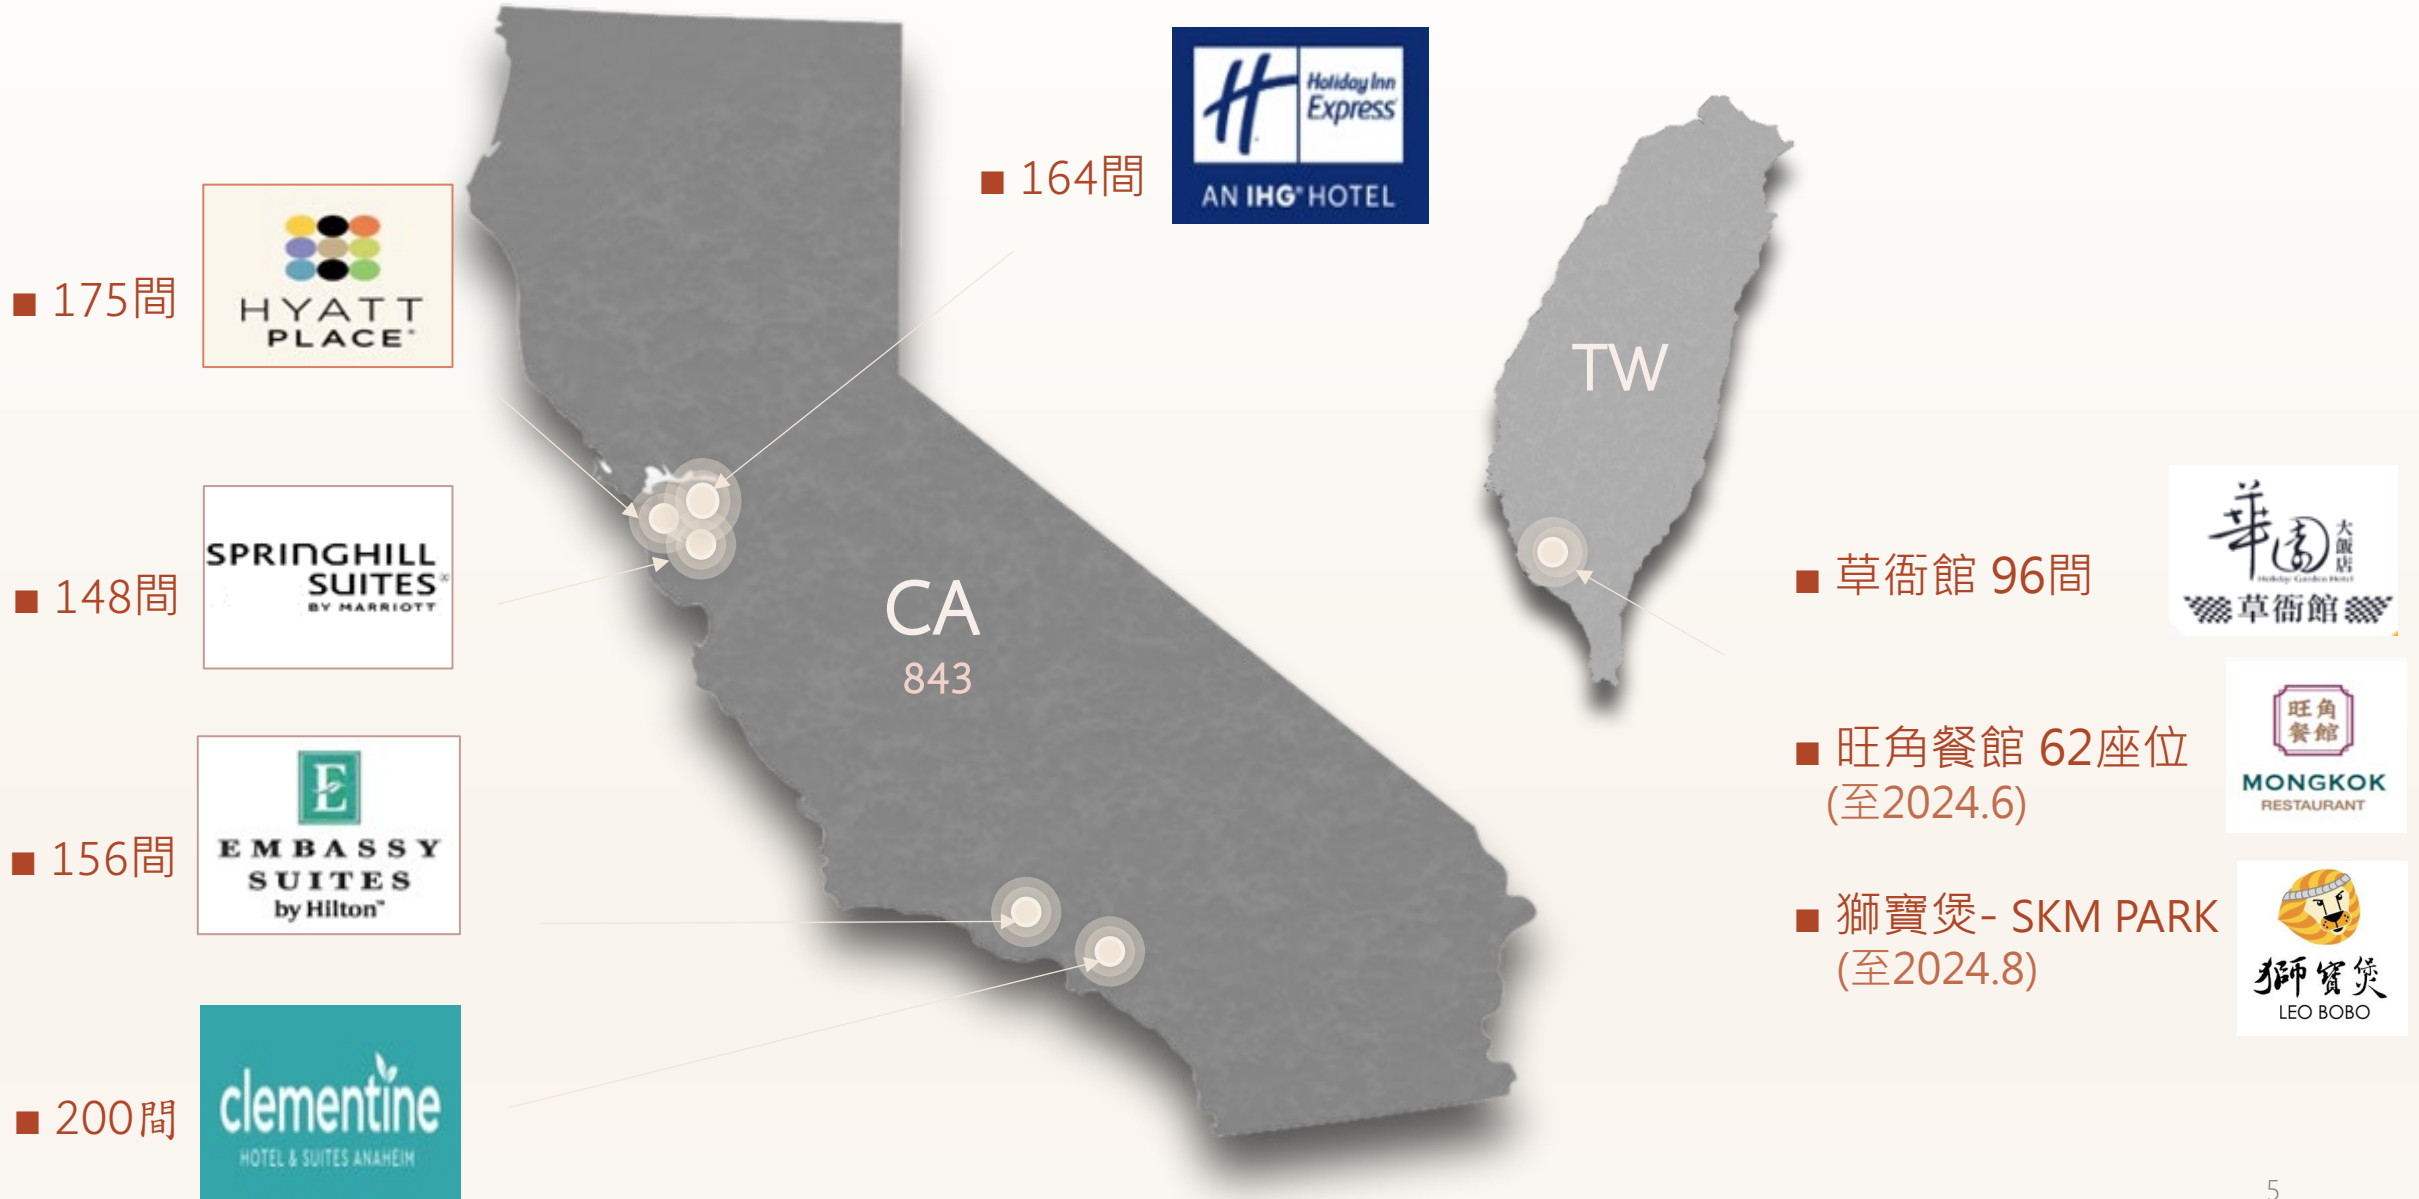 ■ 164間
Holiday Inn
Express
AN IHG® HOTEL
■ 175間
HYATT
PLACE®
■ 148間
SPRINGHILL
SUITES®
BY MARRIOTT
■ 156間
E
EMBASSY
SUITES
by Hilton™
■ 200間
clementine
HOTEL & SUITES ANAHEIM
CA
843
TW
■ 草衙館 96間
華園
大飯店
Holiday Garden Hotel
草衙館
■ 旺角餐館 62座位
(至2024.6)
旺角
餐館
MONGKOK
RESTAURANT
■ 獅寶煲- SKM PARK
(至2024.8)
獅寶煲
LEO BOBO
5